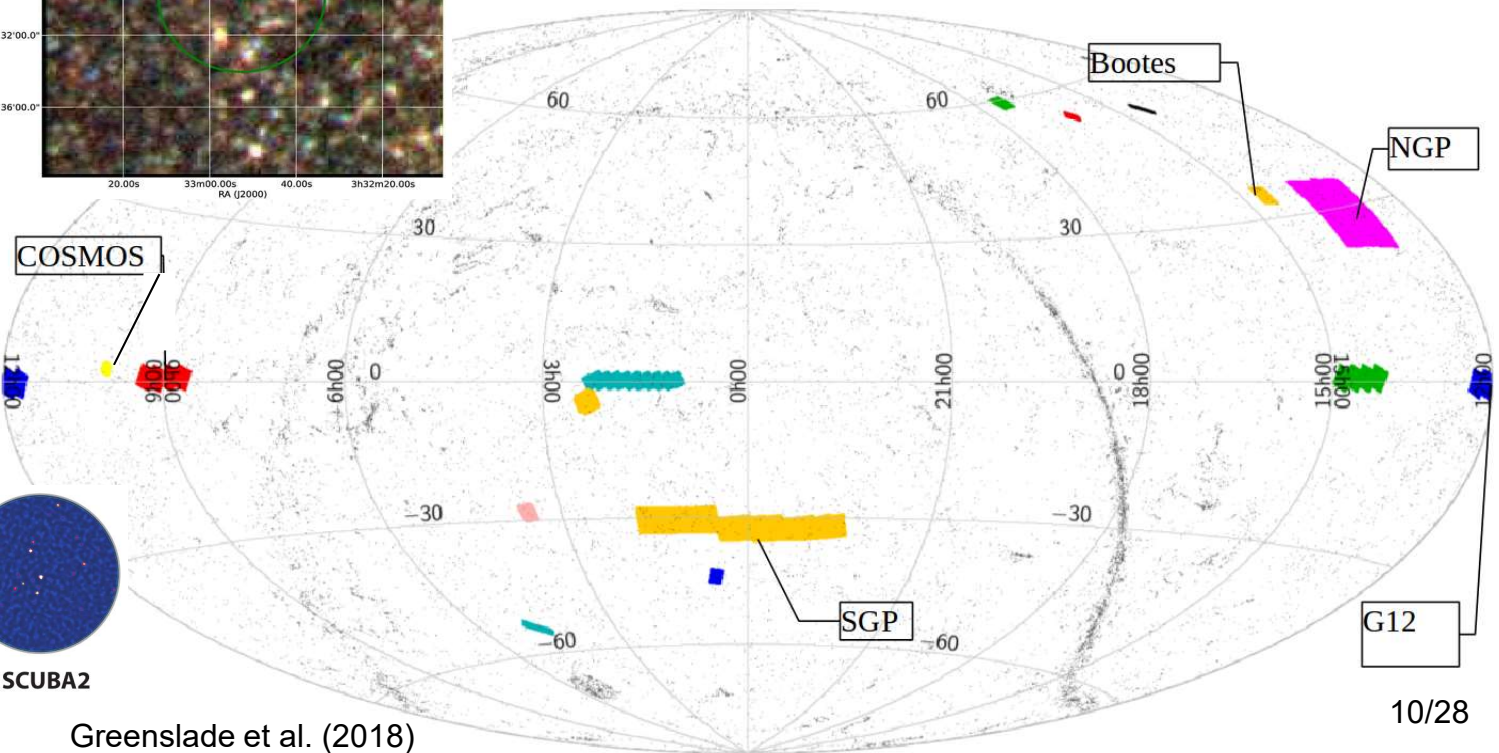 32'00.0"
36'00.0"
20.00s
33m00.00s
40.00s
3h32m20.00s
RA (J2000)
Bootes
60
60
NGP
30
30
COSMOS
9h00
6h00
0
3h00
0h00
21h00
0
18h00
15h00
−30
−30
SGP
−60
−60
G12
SCUBA2
Greenslade et al. (2018)
10/28